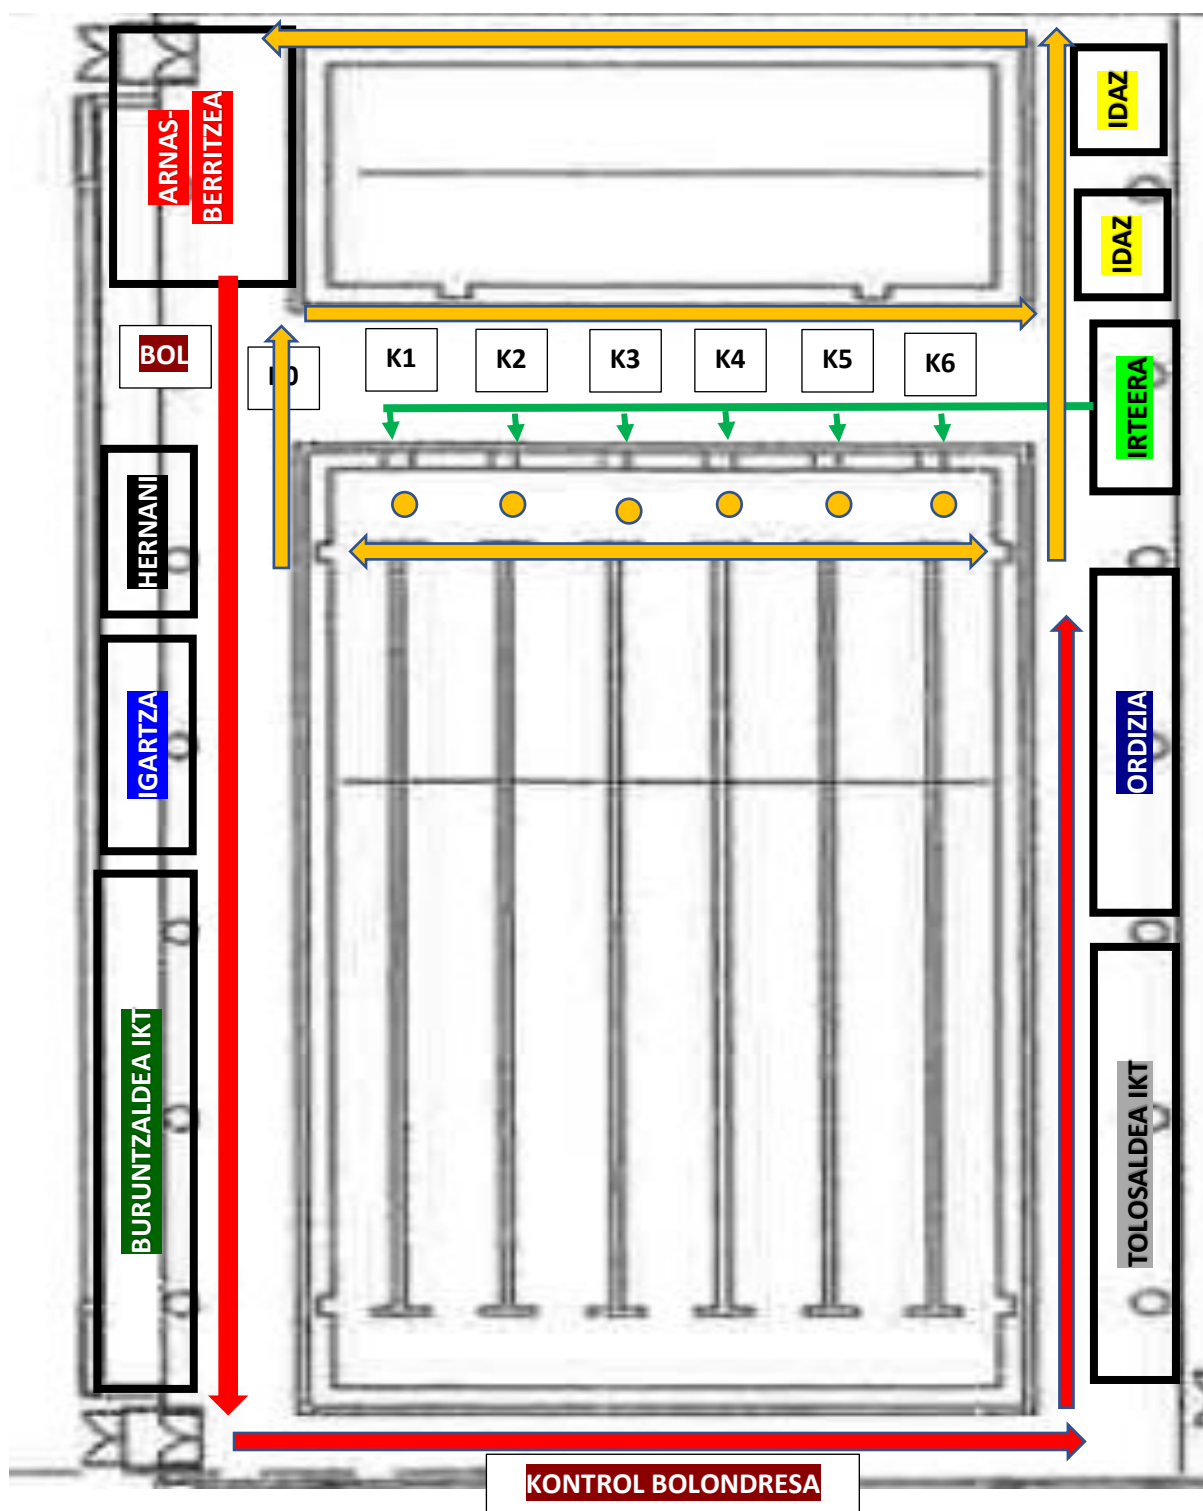 ARNAS-
BERRITZEA
IDAZ
IDAZ
BOL
K1
K2
K3
K4
K5
K6
IRTEERA
HERNANI
IGARTZA
ORDIZIA
BURUNTZALDEA IKT
TOLOSALDEA IKT
KONTROL BOLONDRESA